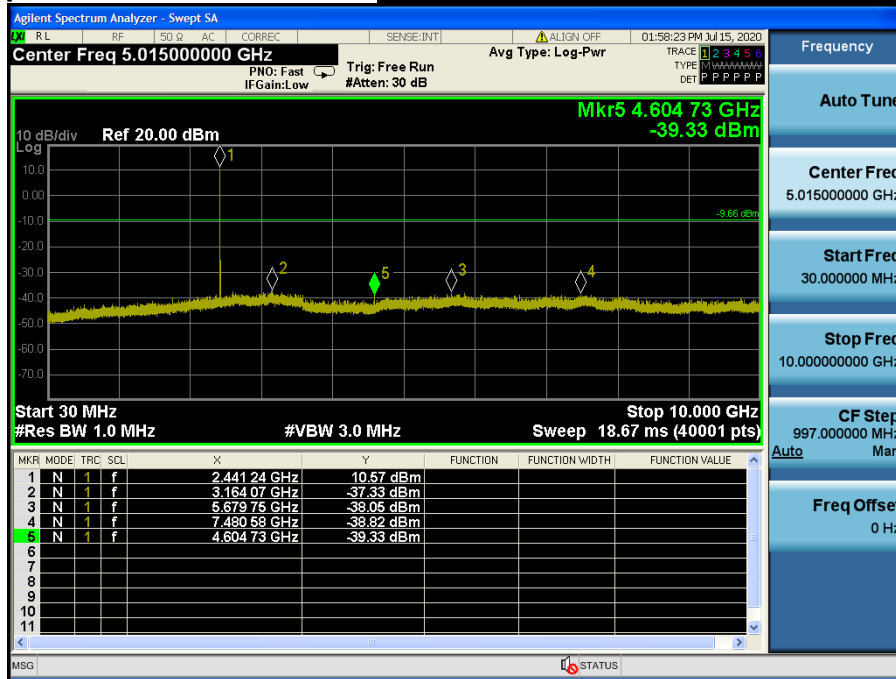 Agilent Spectrum Analyzer - Swept SA
LXI RL RF 50 Ω AC CORREC SENSE:INT ALIGN OFF 01:58:23 PM Jul 15, 2020
Center Freq 5.015000000 GHz Avg Type: Log-Pwr TRACE 1 2 3 4 5 6
PNO: Fast Trig: Free Run TYPE M
IFGain:Low #Atten: 30 dB DET P P P P P P
Mkr5 4.604 73 GHz
10 dB/div Ref 20.00 dBm -39.33 dBm
Log
10.0
0.00
-10.0
-20.0
-30.0
-40.0
-50.0
-60.0
-70.0
1
-9.66 dBm
2
5
3
4
Start 30 MHz Stop 10.000 GHz
#Res BW 1.0 MHz #VBW 3.0 MHz Sweep 18.67 ms (40001 pts)
MKR MODE TRC SCL X Y FUNCTION FUNCTION WIDTH FUNCTION VALUE
1 N 1 f 2.441 24 GHz 10.57 dBm
2 N 1 f 3.164 07 GHz -37.33 dBm
3 N 1 f 5.679 75 GHz -38.05 dBm
4 N 1 f 7.480 58 GHz -38.82 dBm
5 N 1 f 4.604 73 GHz -39.33 dBm
6
7
8
9
10
11
MSG STATUS
Frequency
Auto Tune
Center Freq
5.015000000 GHz
Start Freq
30.000000 MHz
Stop Freq
10.000000000 GHz
CF Step
997.000000 MHz
Auto Man
Freq Offset
0 Hz